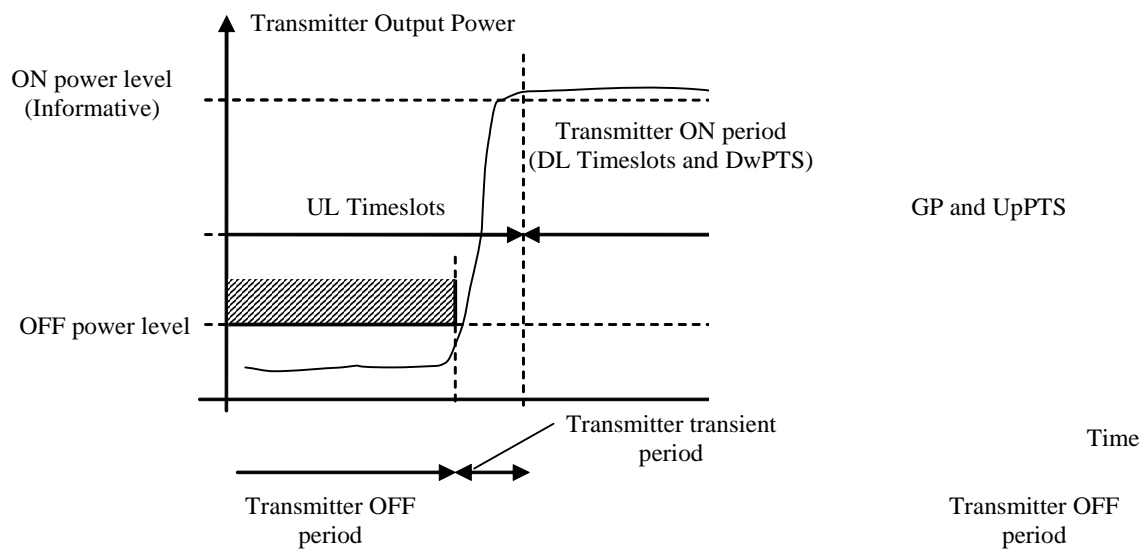 Transmitter Output Power
ON power level
(Informative)
Transmitter ON period
(DL Timeslots and DwPTS)
UL Timeslots
GP and UpPTS
OFF power level
Transmitter transient
period
Time
Transmitter OFF
period
Transmitter OFF
period